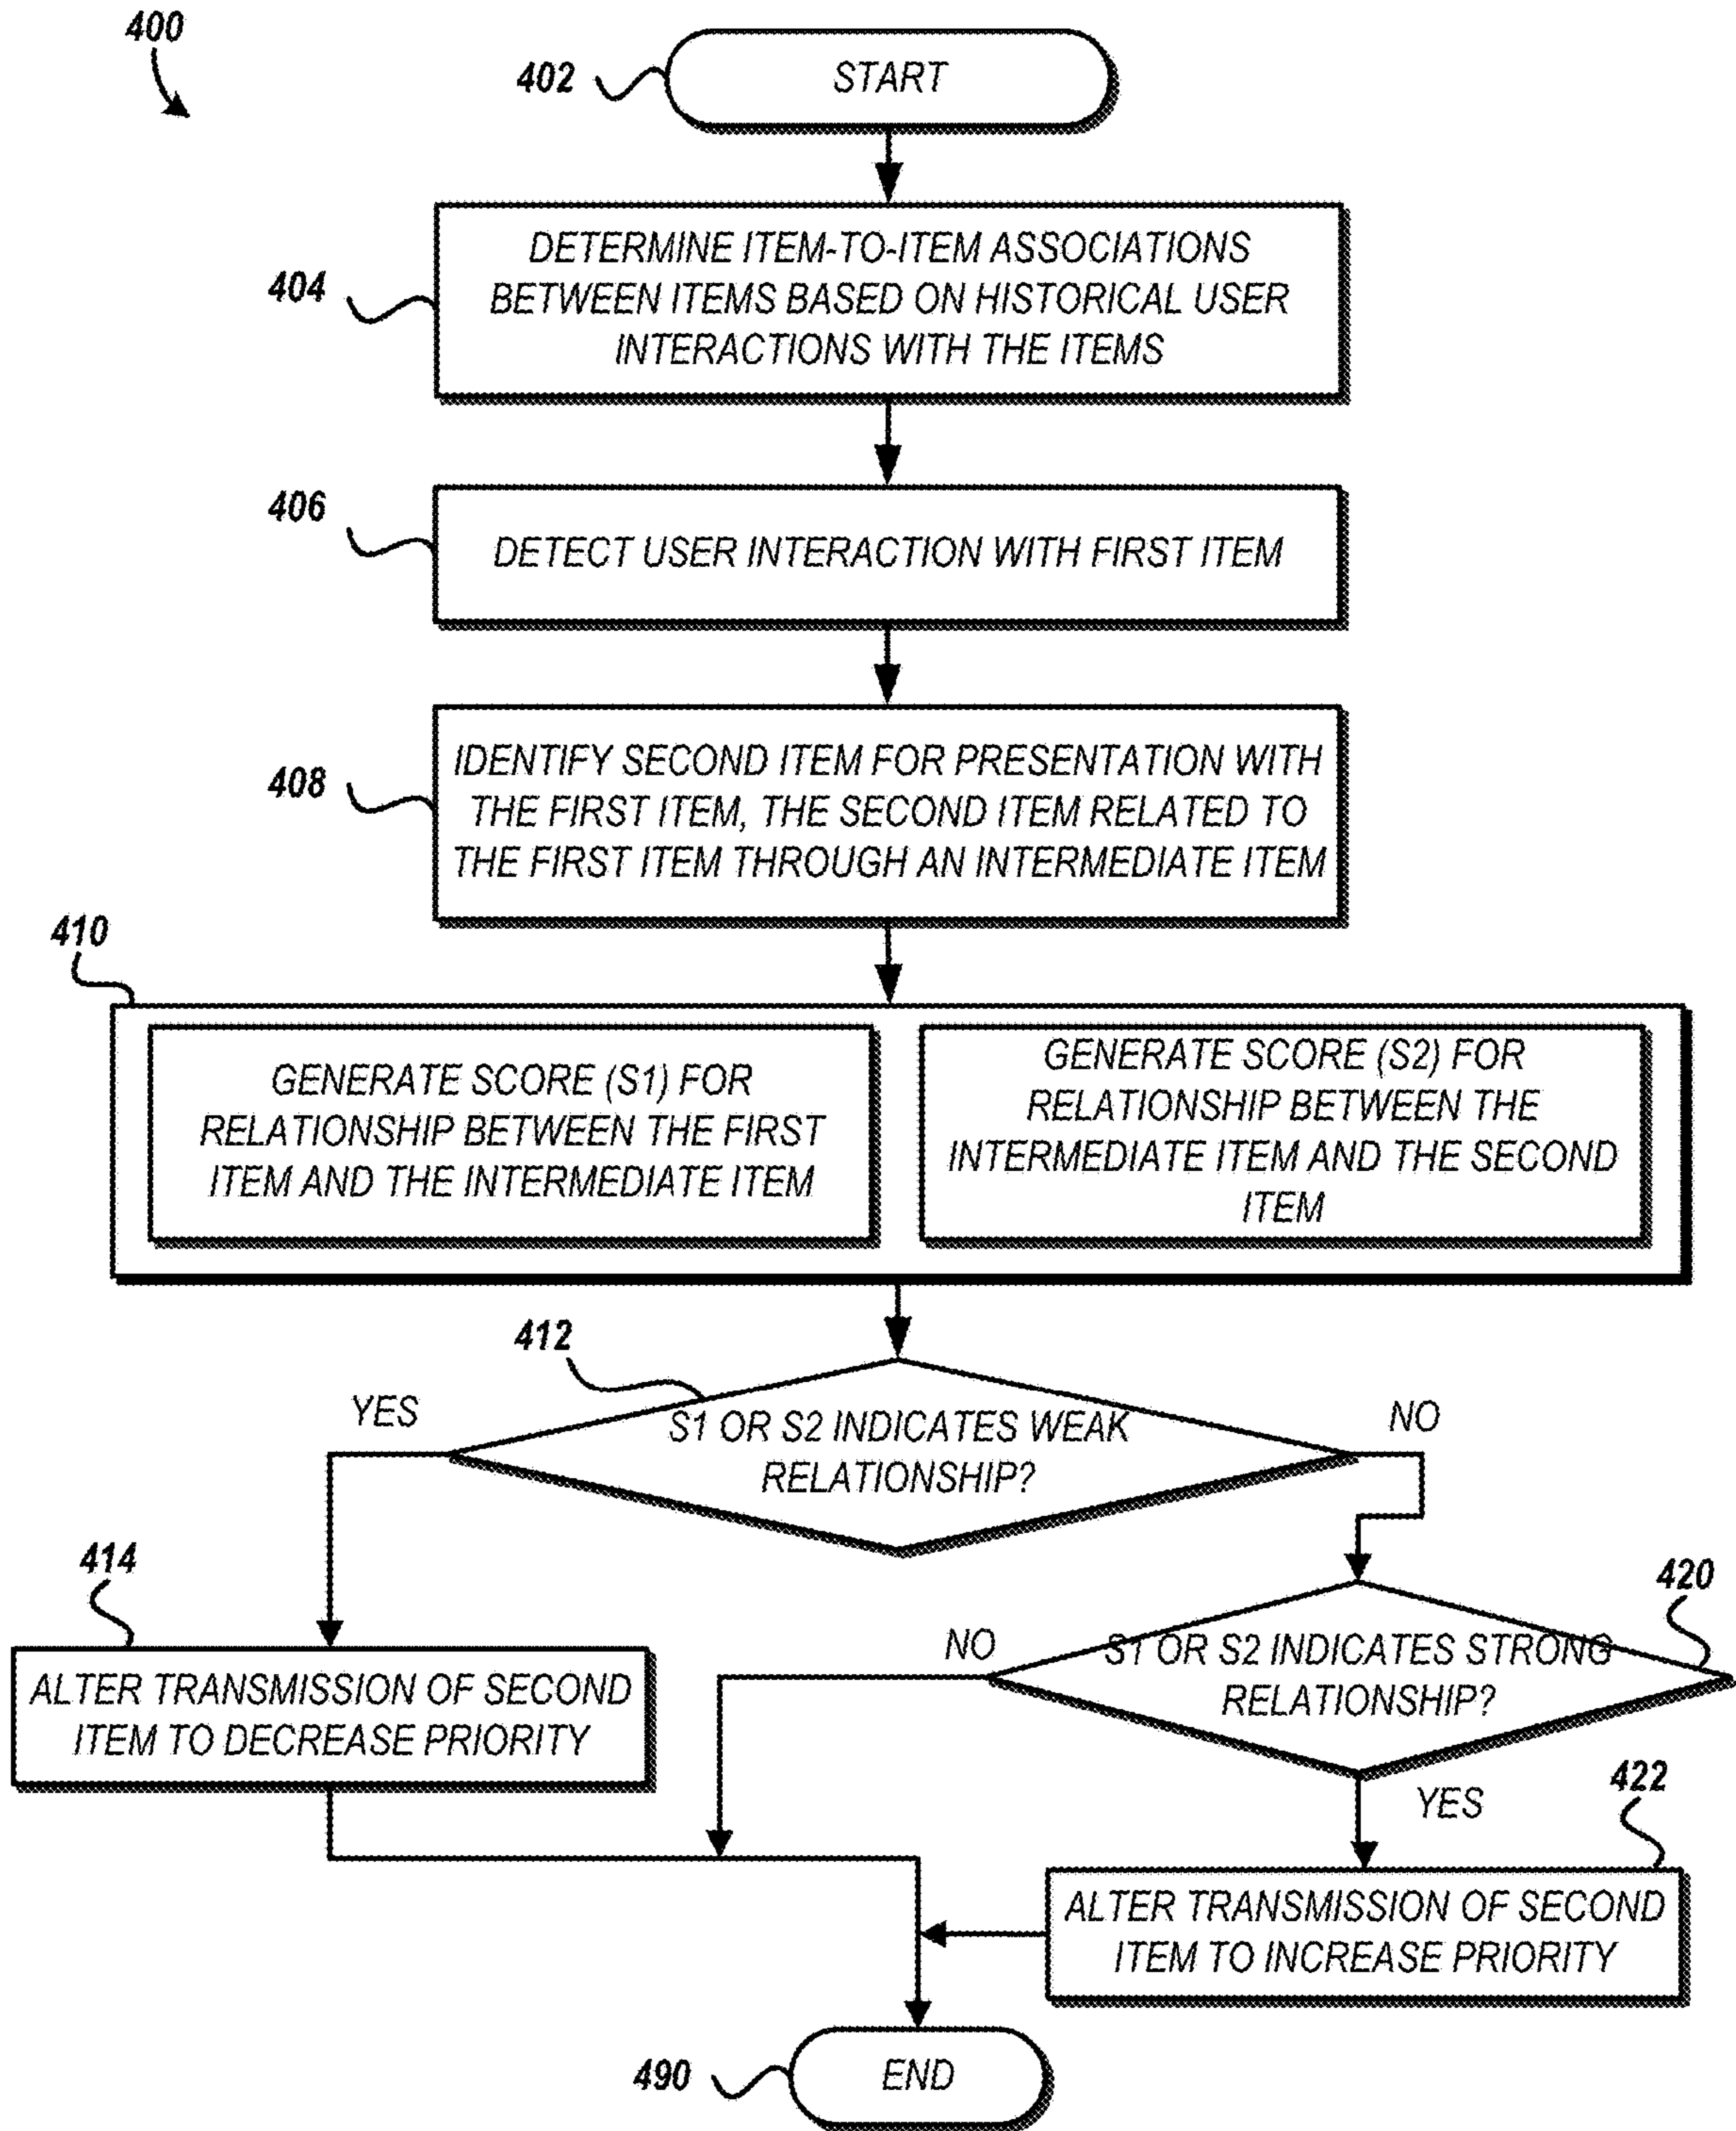 400
402
START
DETERMINE ITEM-TO-ITEM ASSOCIATIONS
BETWEEN ITEMS BASED ON HISTORICAL USER
INTERACTIONS WITH THE ITEMS
404
406
DETECT USER INTERACTION WITH FIRST ITEM
IDENTIFY SECOND ITEM FOR PRESENTATION WITH
THE FIRST ITEM, THE SECOND ITEM RELATED TO
THE FIRST ITEM THROUGH AN INTERMEDIATE ITEM
408
410
GENERATE SCORE (S1) FOR
RELATIONSHIP BETWEEN THE FIRST
ITEM AND THE INTERMEDIATE ITEM
GENERATE SCORE (S2) FOR
RELATIONSHIP BETWEEN THE
INTERMEDIATE ITEM AND THE SECOND
ITEM
412
YES
S1 OR S2 INDICATES WEAK
RELATIONSHIP?
NO
414
ALTER TRANSMISSION OF SECOND
ITEM TO DECREASE PRIORITY
420
NO
S1 OR S2 INDICATES STRONG
RELATIONSHIP?
YES
422
ALTER TRANSMISSION OF SECOND
ITEM TO INCREASE PRIORITY
490
END